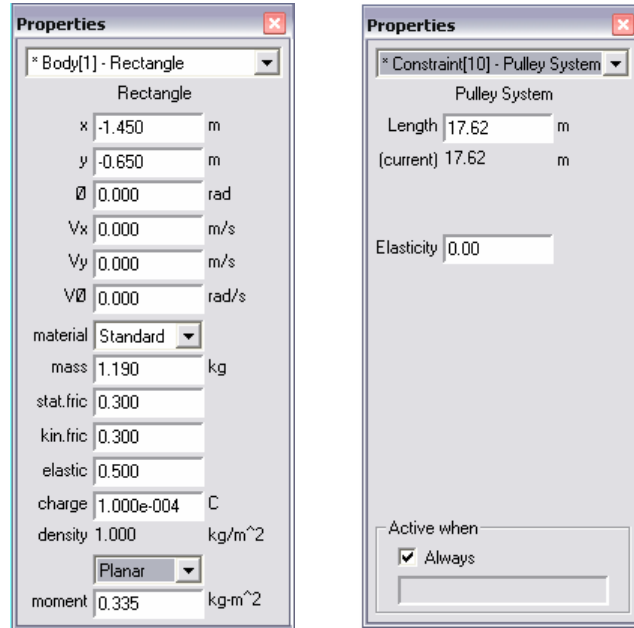 Properties
* Body[1] - Rectangle
Rectangle
x -1.450 m
y -0.650 m
Ø 0.000 rad
Vx 0.000 m/s
Vy 0.000 m/s
VØ 0.000 rad/s
material Standard
mass 1.190 kg
stat.fric 0.300
kin.fric 0.300
elastic 0.500
charge 1.000e-004 C
density 1.000 kg/m^2
Planar
moment 0.335 kg-m^2
Properties
* Constraint[10] - Pulley System
Pulley System
Length 17.62 m
(current) 17.62 m
Elasticity 0.00
Active when
Always